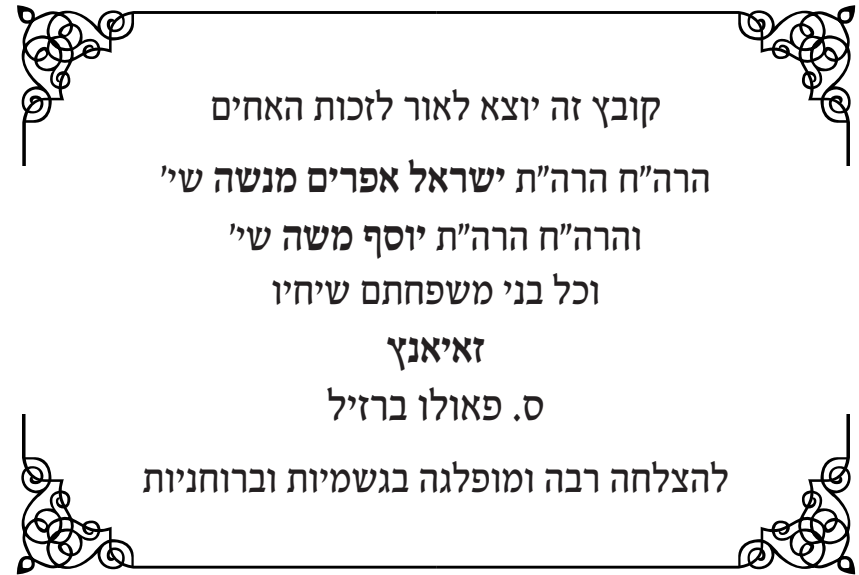 קובץ זה יוצא לאור לזכות האחים
הרה״ח הרה״ת ישראל אפרים מנשה שי׳
והרה״ח הרה״ת יוסף משה שי׳
וכל בני משפחתם שיחיו
זאיאנץ
ס. פאולו ברזיל
להצלחה רבה ומופלגה בגשמיות וברוחניות